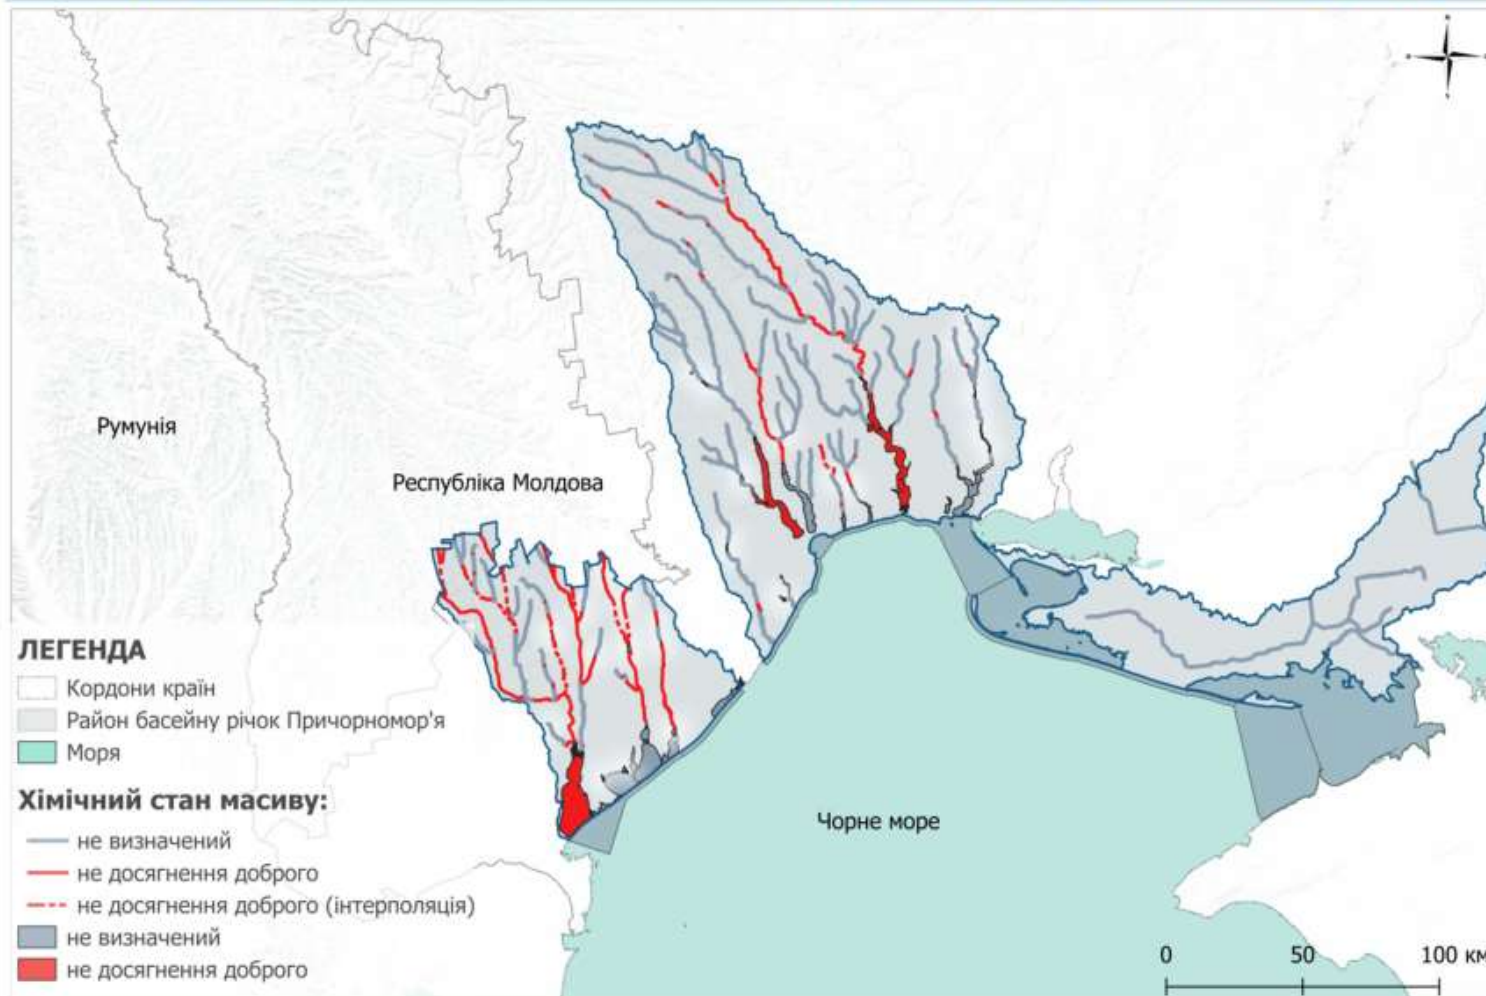 Румунія
Республіка Молдова
Чорне море
ЛЕГЕНДА
Кордони країн
Район басейну річок Причорномор'я
Моря
Хімічний стан масиву:
не визначений
не досягнення доброго
не досягнення доброго (інтерполяція)
не визначений
не досягнення доброго
0 50 100 км